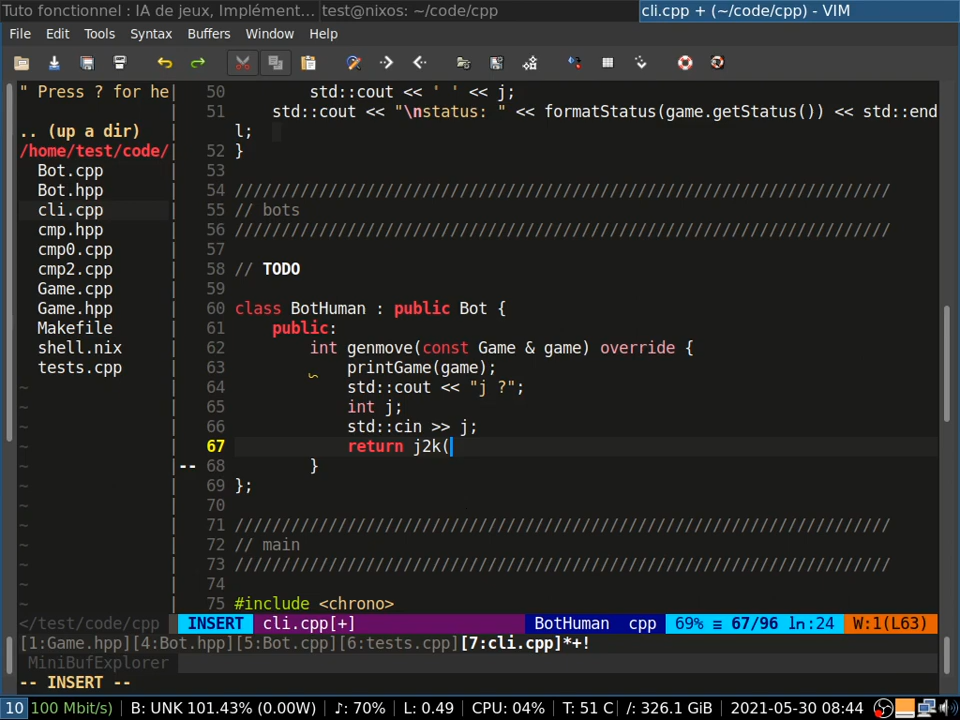 Tuto fonctionnel : IA de jeux, Implément... test@nixos: ~/code/cpp cli.cpp + (~/code/cpp) - VIM
File Edit Tools Syntax Buffers Window Help
" Press ? for he
.. (up a dir)
/home/test/code/
Bot.cpp
Bot.hpp
cli.cpp
cmp.hpp
cmp0.cpp
cmp2.cpp
Game.cpp
Game.hpp
Makefile
shell.nix
tests.cpp
~
~
~
~
~
~
~
~
~
~
~
~
</test/code/cpp
50 std::cout << ' ' << j;
51 std::cout << "\nstatus: " << formatStatus(game.getStatus()) << std::end
l;
52 }
53
54 //////////////////////////////////////////////////////////////////////
55 // bots
56 //////////////////////////////////////////////////////////////////////
57
58 // TODO
59
60 class BotHuman : public Bot {
61 public:
62 int genmove(const Game & game) override {
63 printGame(game);
64 std::cout << "j ?";
65 int j;
66 std::cin >> j;
67 return j2k(
-- 68 }
69 };
70
71 //////////////////////////////////////////////////////////////////////
72 // main
73 //////////////////////////////////////////////////////////////////////
74
75 #include <chrono>
INSERT cli.cpp[+] BotHuman cpp 69% ≡ 67/96 ln:24 W:1(L63)
[1:Game.hpp][4:Bot.hpp][5:Bot.cpp][6:tests.cpp][7:cli.cpp]*+!
MiniBufExplorer
-- INSERT --
10 100 Mbit/s) B: UNK 101.43% (0.00W) ♪: 70% L: 0.49 CPU: 04% T: 51 C /: 326.1 GiB 2021-05-30 08:44